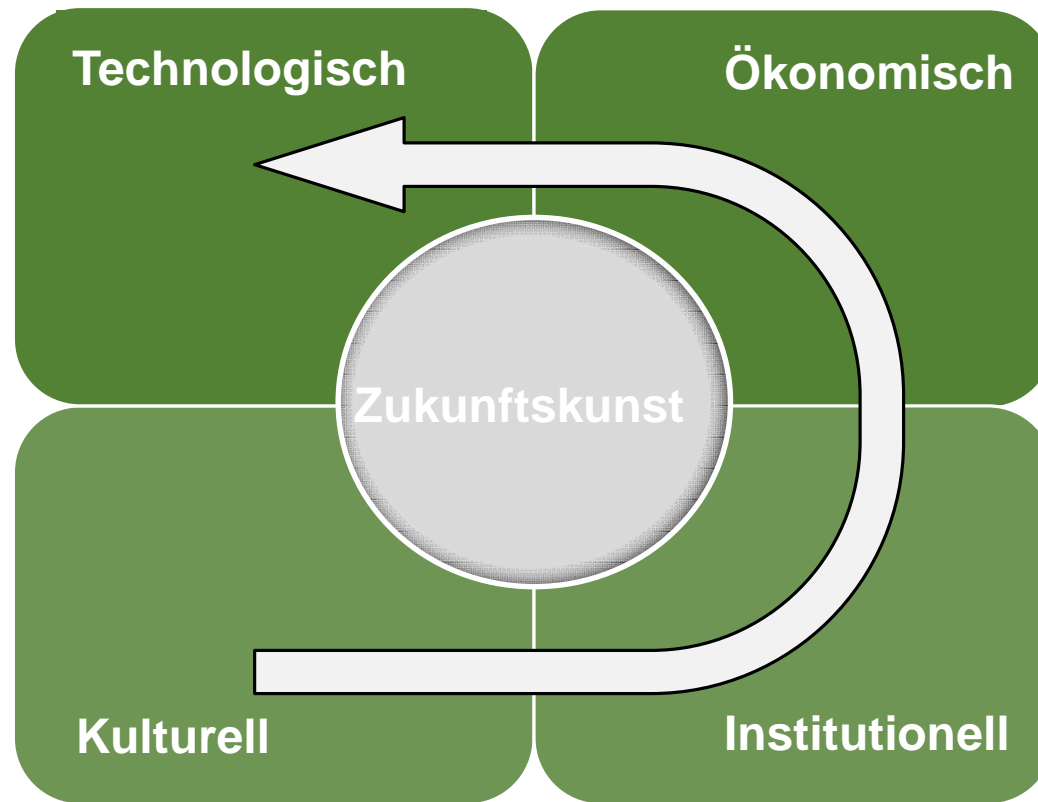 Technologisch
Ökonomisch
Zukunftskunst
Kulturell
Institutionell